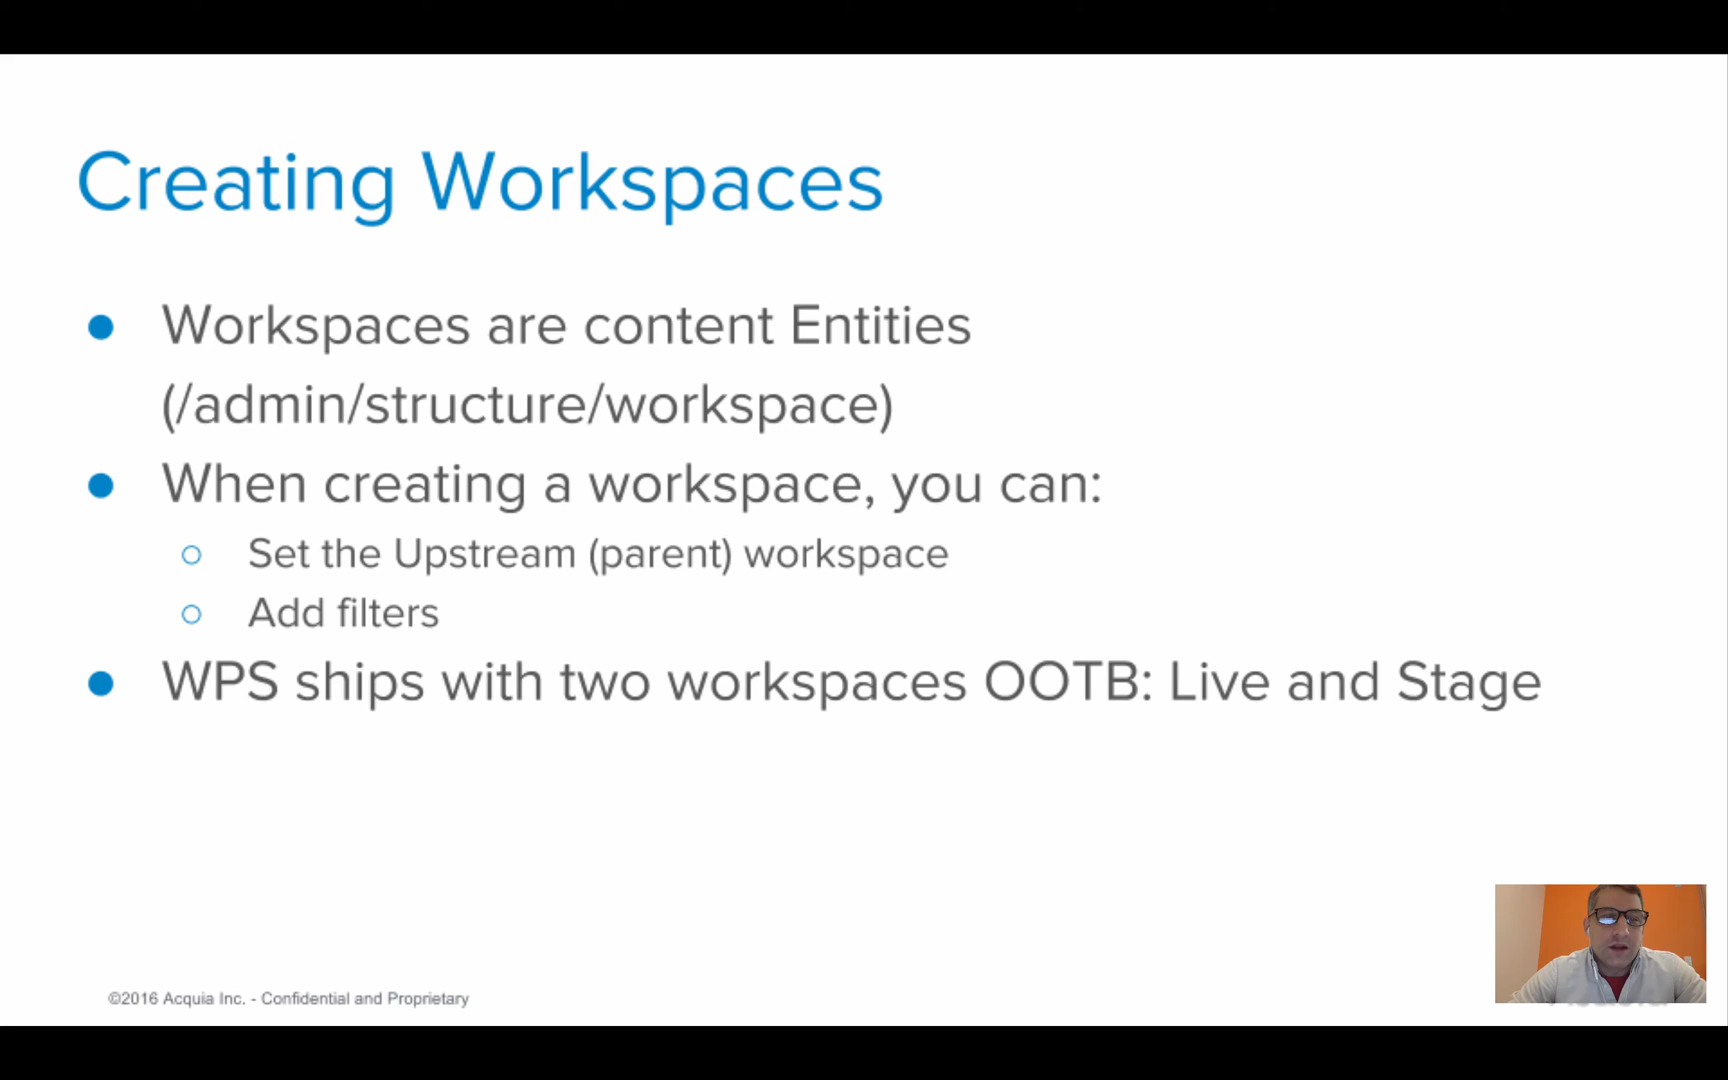 Creating Workspaces
● Workspaces are content Entities
(/admin/structure/workspace)
● When creating a workspace, you can:
○ Set the Upstream (parent) workspace
○ Add filters
● WPS ships with two workspaces OOTB: Live and Stage
©2016 Acquia Inc. - Confidential and Proprietary